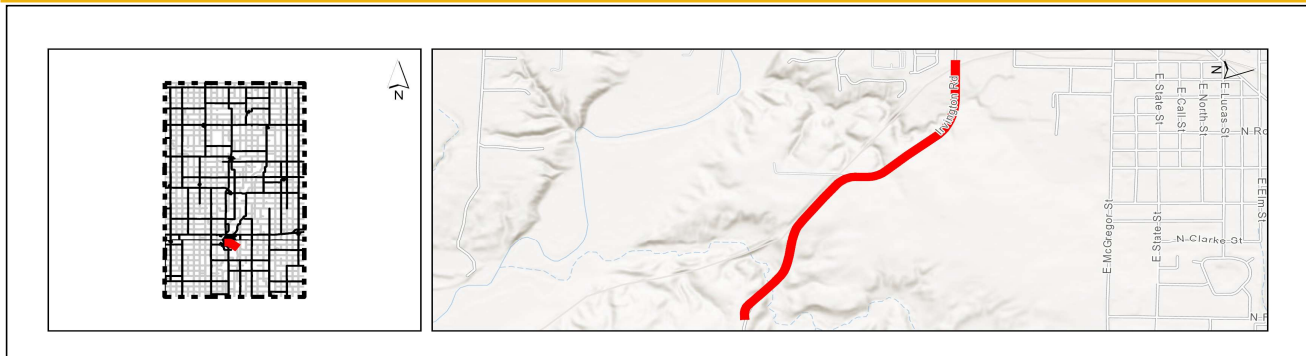 N
N
Irvington Rd
E State St
E Call St
E North St
E Lucas St
N Ro
E Elm St
E McGregor St
E State St
N Clarke St
N F